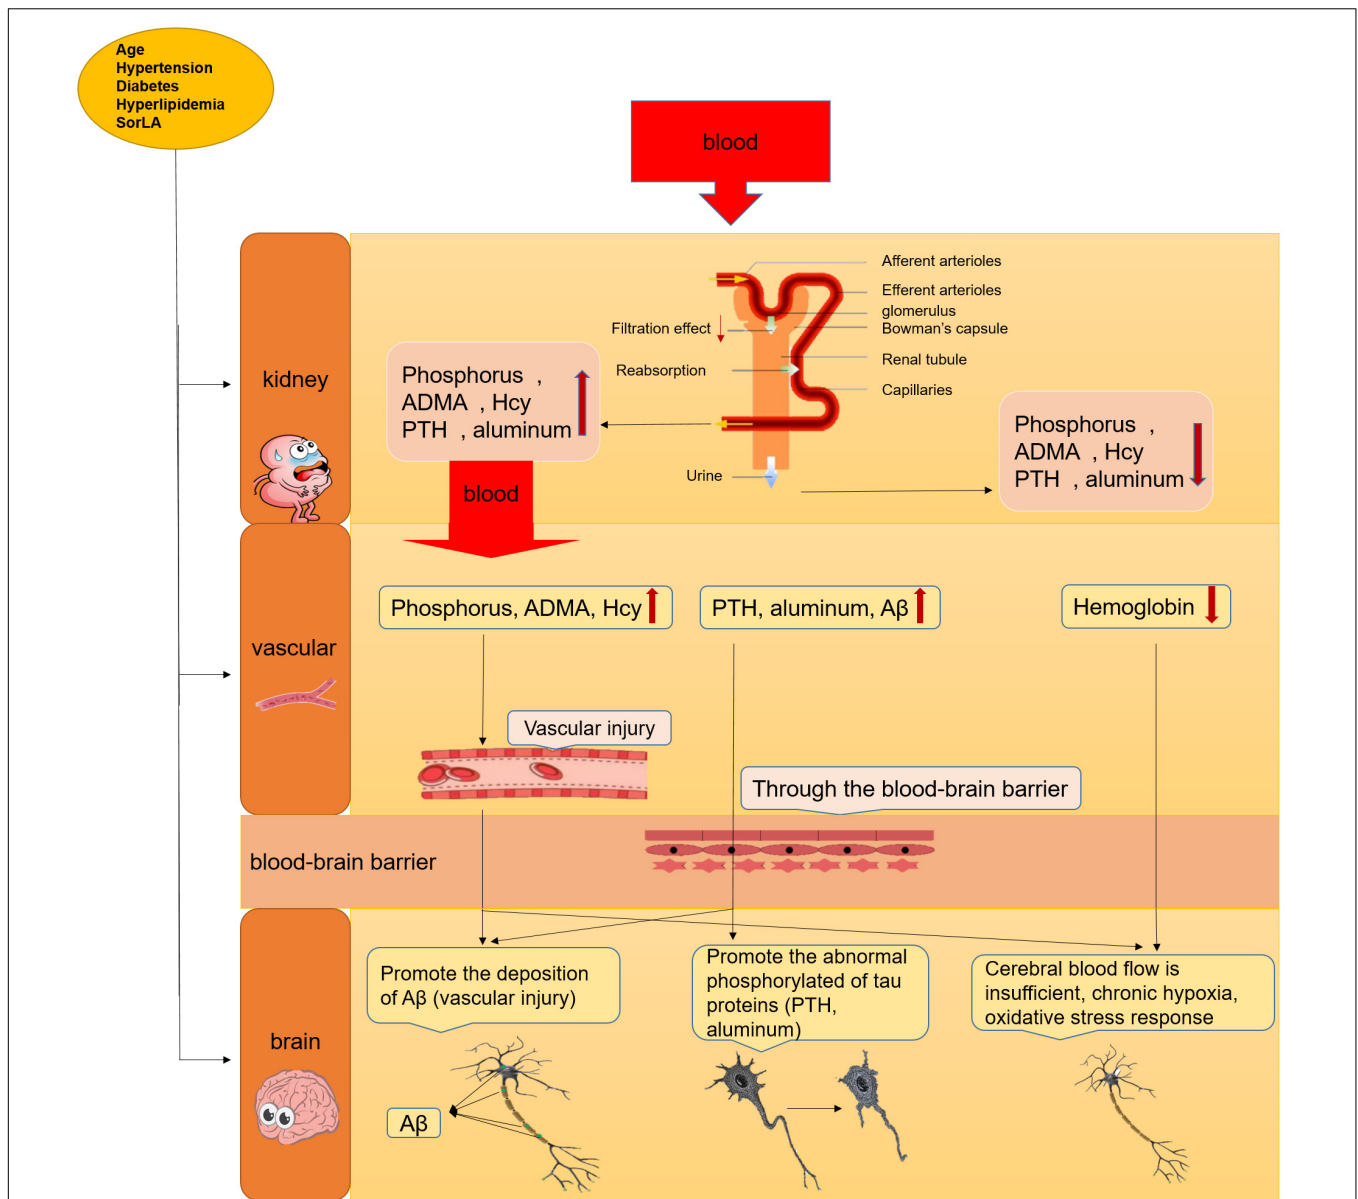 Age
Hypertension
Diabetes
Hyperlipidemia
SorLA
blood
kidney
Afferent arterioles
Efferent arterioles
glomerulus
Bowman's capsule
Renal tubule
Capillaries
Filtration effect
Reabsorption
Urine
Phosphorus ,
ADMA , Hcy
PTH , aluminum
blood
Phosphorus ,
ADMA , Hcy
PTH , aluminum
vascular
Phosphorus, ADMA, Hcy
PTH, aluminum, Aβ
Hemoglobin
Vascular injury
Through the blood-brain barrier
blood-brain barrier
brain
Promote the deposition
of Aβ (vascular injury)
Promote the abnormal
phosphorylated of tau
proteins (PTH,
aluminum)
Cerebral blood flow is
insufficient, chronic hypoxia,
oxidative stress response
Aβ